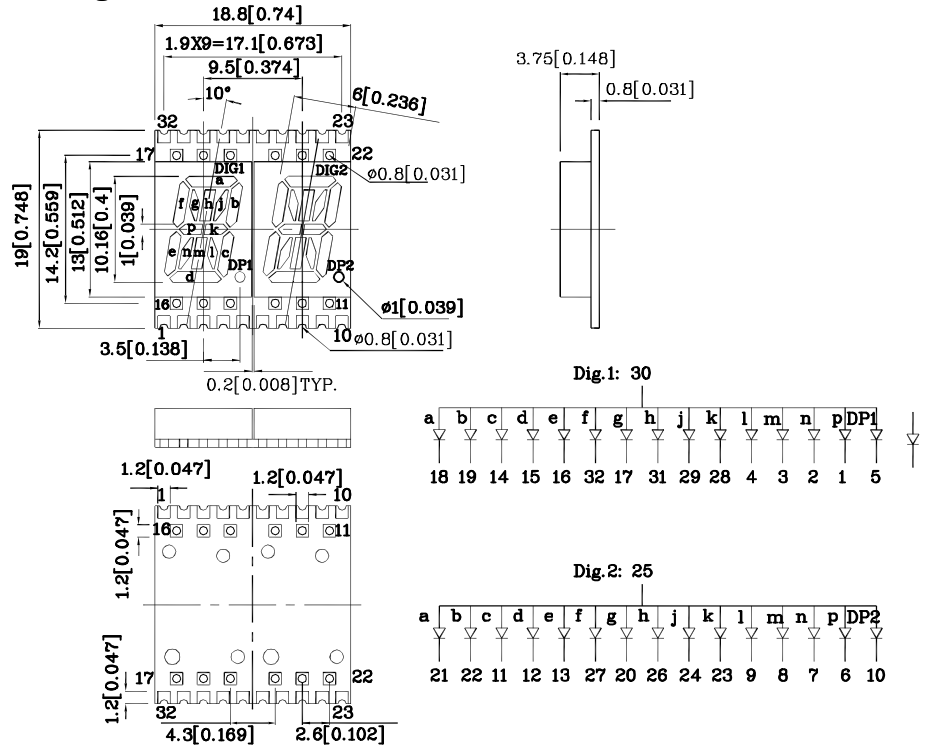 18.8[0.74]
1.9X9=17.1[0.673]
9.5[0.374]
10°
6[0.236]
32
23
17
22
DIG1
DIG2
ø0.8[0.031]
a
f g h j b
p k
e n m l c
d
DP1
DP2
19[0.748]
14.2[0.559]
13[0.512]
10.16[0.4]
1[0.039]
16
11
1
10
ø1[0.039]
ø0.8[0.031]
3.5[0.138]
0.2[0.008]TYP.
3.75[0.148]
0.8[0.031]
Dig.1: 30
a b c d e f g h j k l m n p DP1
18 19 14 15 16 32 17 31 29 28 4 3 2 1 5
1.2[0.047]
1.2[0.047]
1
10
16
11
1.2[0.047]
1.2[0.047]
17
22
32
23
4.3[0.169]
2.6[0.102]
Dig.2: 25
a b c d e f g h j k l m n p DP2
21 22 11 12 13 27 20 26 24 23 9 8 7 6 10